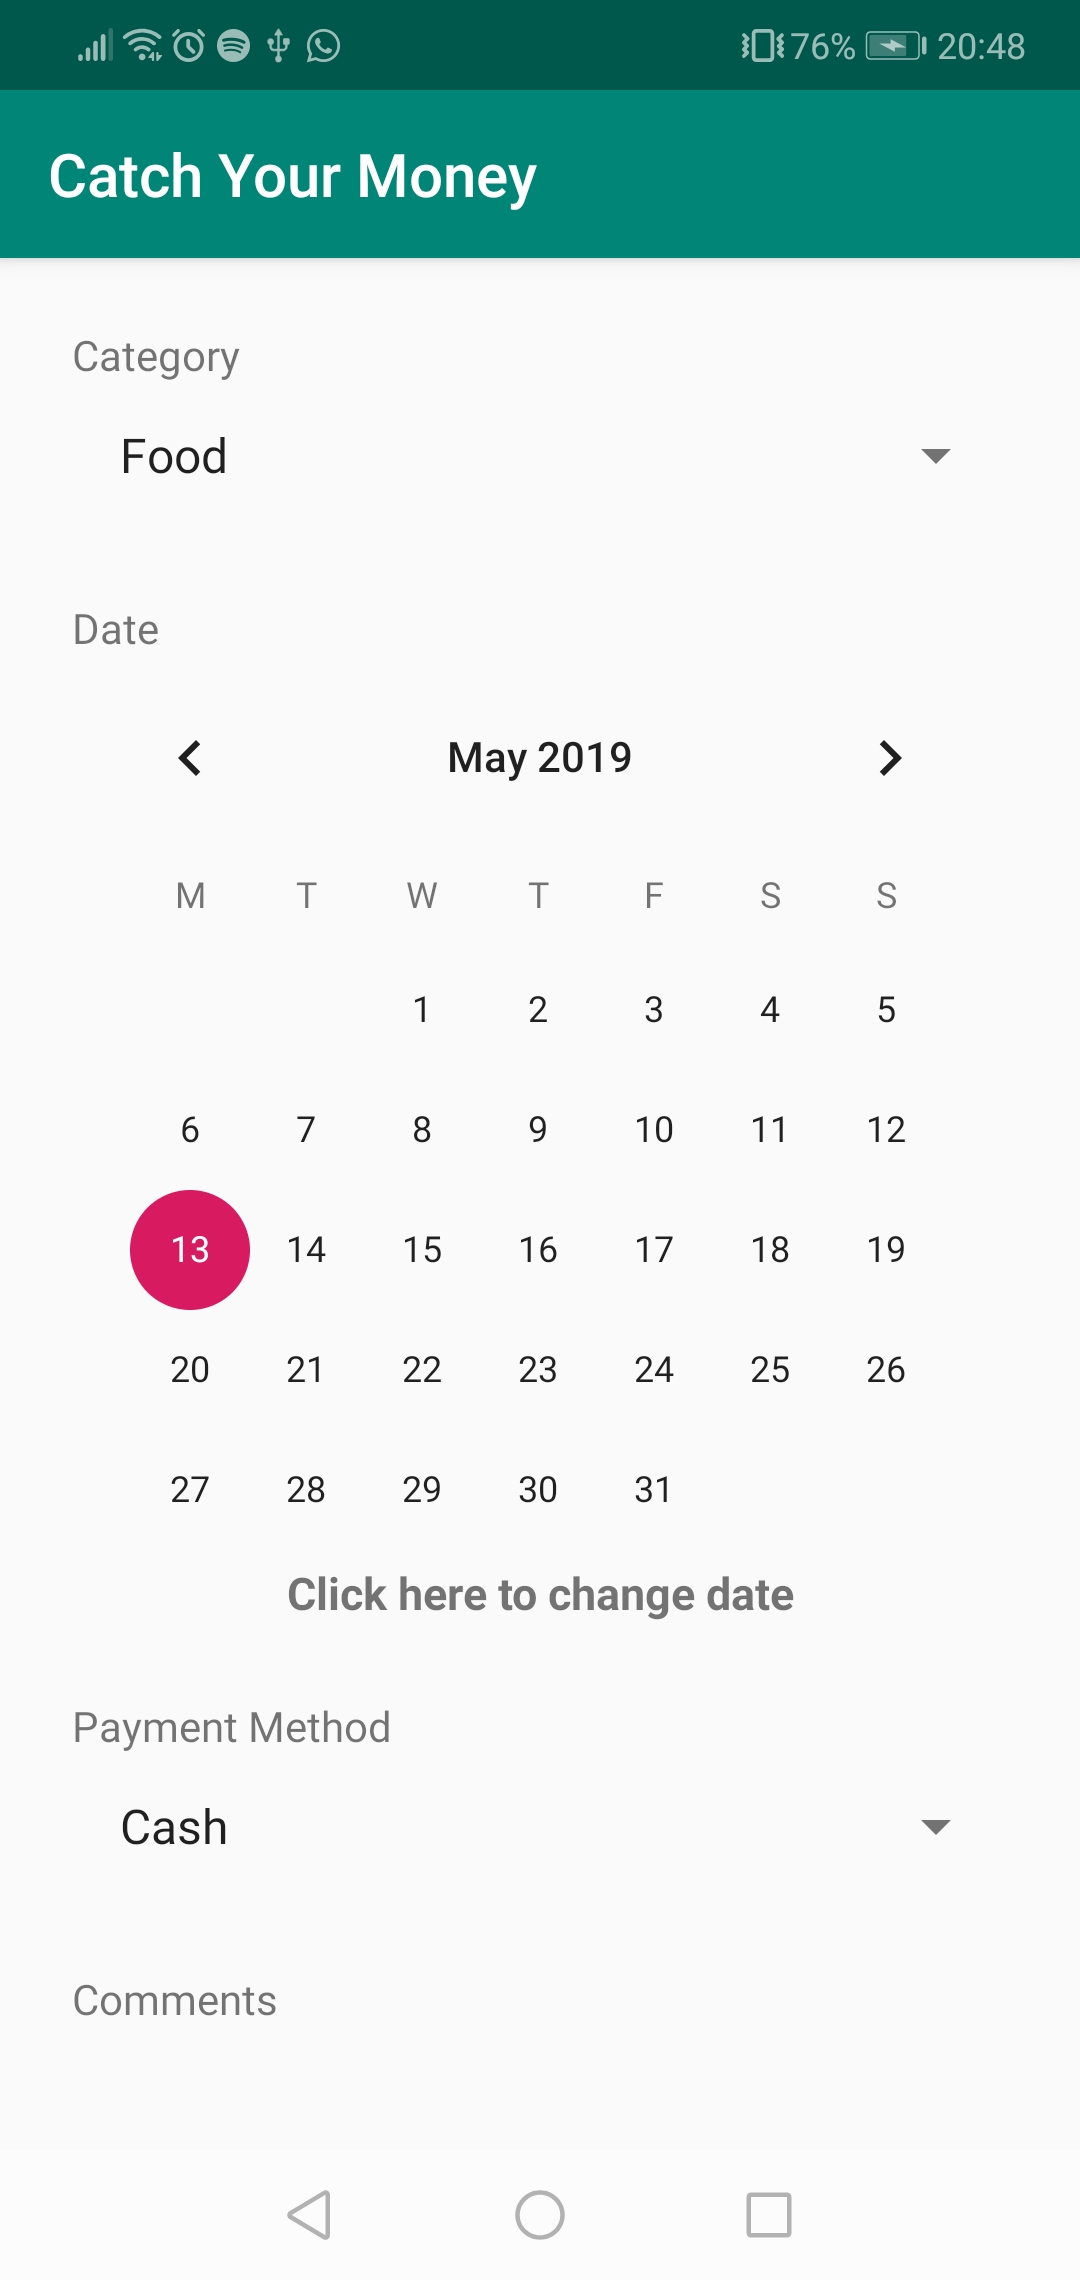 76% 20:48
Catch Your Money
Category
Food
Date
May 2019
M T W T F S S
1 2 3 4 5
6 7 8 9 10 11 12
13 14 15 16 17 18 19
20 21 22 23 24 25 26
27 28 29 30 31
Click here to change date
Payment Method
Cash
Comments